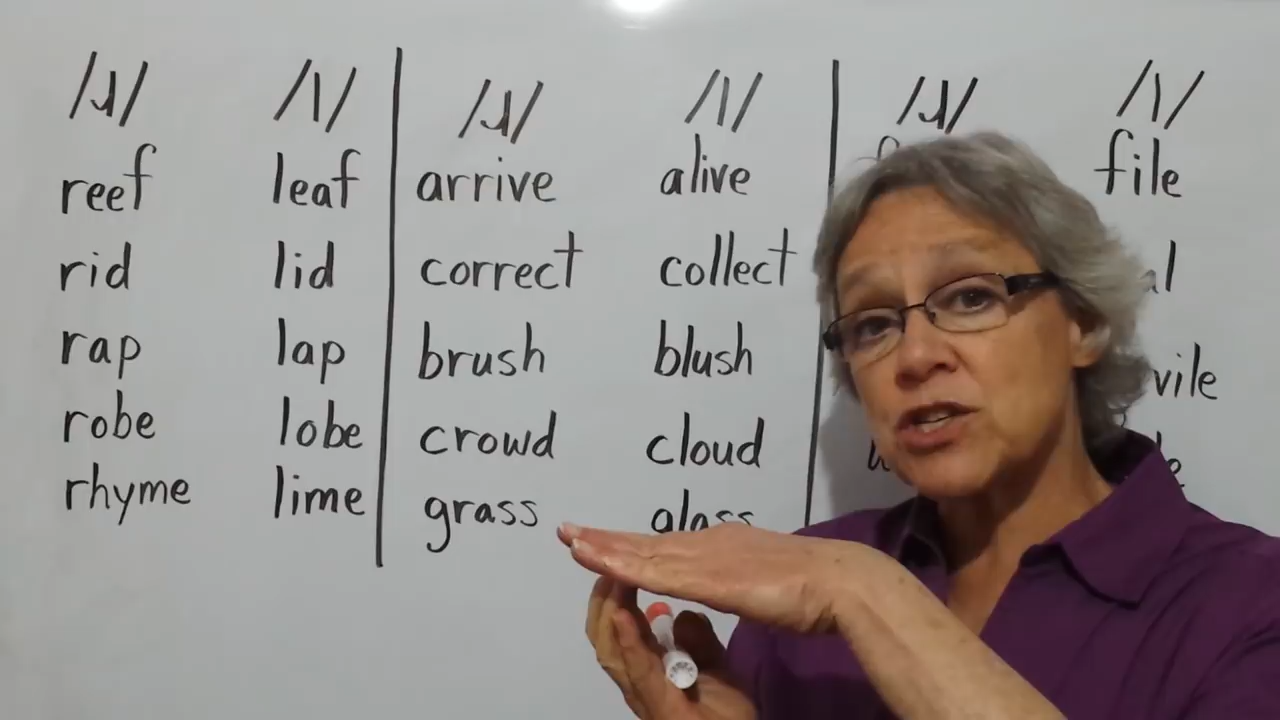 /ɹ/ /l/ /ɹ/ /l/ /ɹ/ /l/
reef leaf arrive alive file
rid lid correct collect
rap lap brush blush vile
robe lobe crowd cloud
rhyme lime grass glass